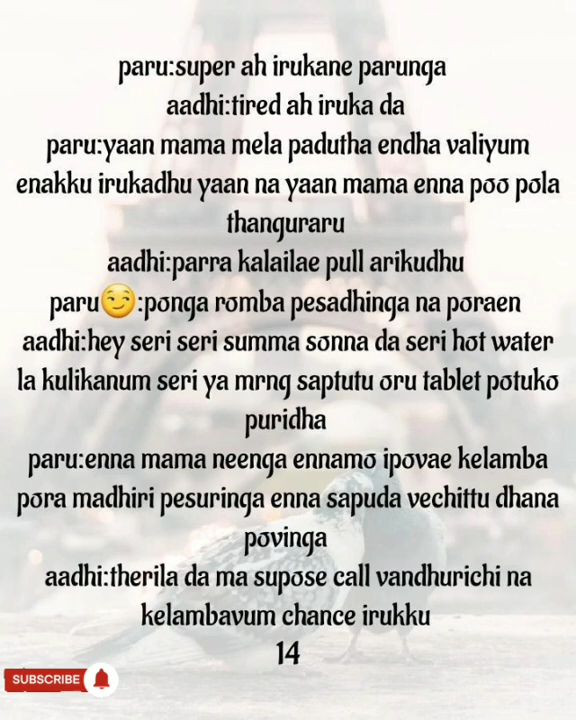 paru:super ah irukane parunga
aadhi:tired ah iruka da
paru:yaan mama mela padutha endha valiyum
enakku irukadhu yaan na yaan mama enna poo pola
thanguraru
aadhi:parra kalailae pull arikudhu
paru😏:ponga romba pesadhinga na poraen
aadhi:hey seri seri summa sonna da seri hot water
la kulikanum seri ya mrng saptutu oru tablet potuko
puridha
paru:enna mama neenga ennamo ipovae kelamba
pora madhiri pesuringa enna sapuda vechittu dhana
povinga
aadhi:therila da ma supose call vandhurichi na
kelambavum chance irukku
14
SUBSCRIBE